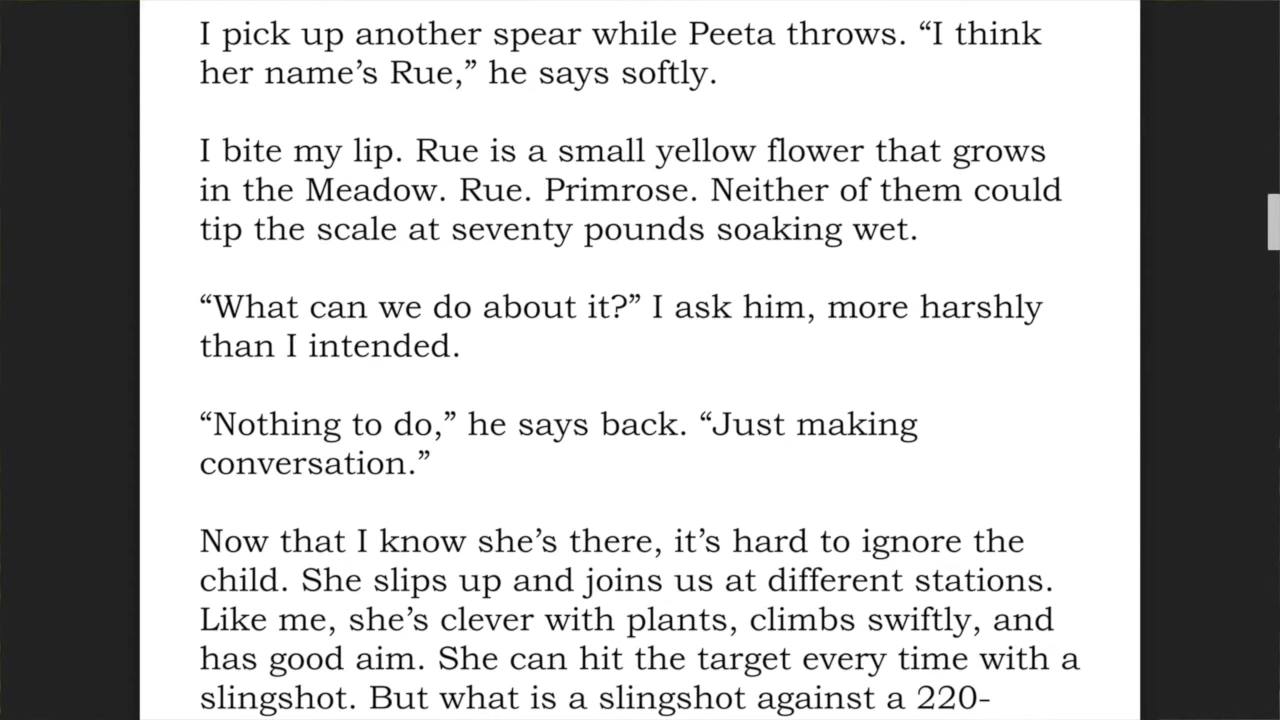 I pick up another spear while Peeta throws. “I think
her name’s Rue,” he says softly.
I bite my lip. Rue is a small yellow flower that grows
in the Meadow. Rue. Primrose. Neither of them could
tip the scale at seventy pounds soaking wet.
“What can we do about it?” I ask him, more harshly
than I intended.
“Nothing to do,” he says back. “Just making
conversation.”
Now that I know she’s there, it’s hard to ignore the
child. She slips up and joins us at different stations.
Like me, she’s clever with plants, climbs swiftly, and
has good aim. She can hit the target every time with a
slingshot. But what is a slingshot against a 220-